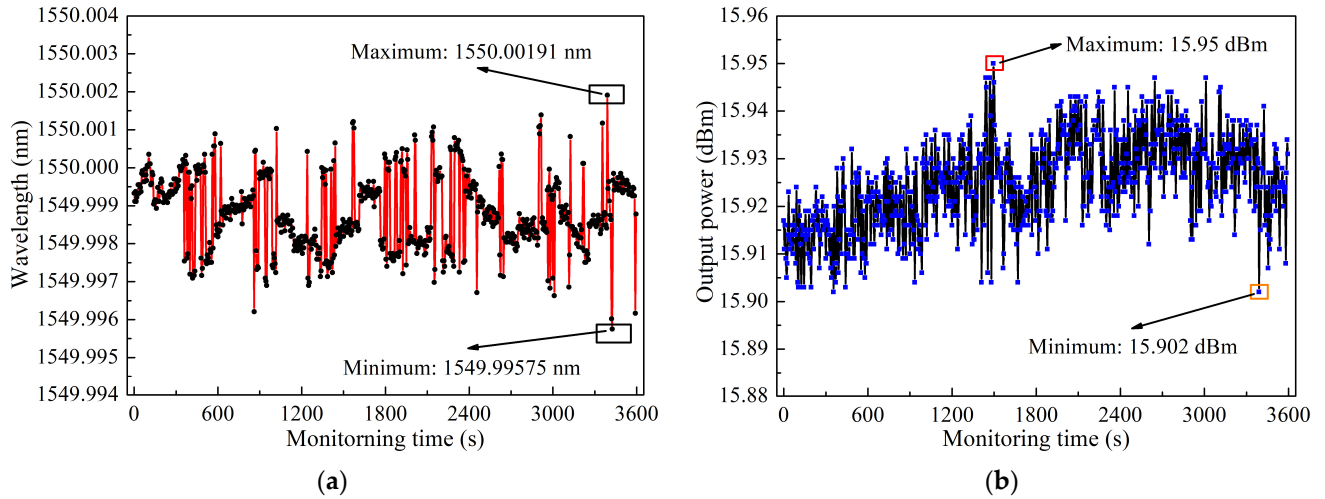 1550.004
1550.003
1550.002
1550.001
1550.000
1549.999
1549.998
1549.997
1549.996
1549.995
1549.994
Wavelength (nm)
Maximum: 1550.00191 nm
Minimum: 1549.99575 nm
0 600 1200 1800 2400 3000 3600
Monitorning time (s)
(a)
15.96
15.95
15.94
15.93
15.92
15.91
15.90
15.89
15.88
Output power (dBm)
Maximum: 15.95 dBm
Minimum: 15.902 dBm
0 600 1200 1800 2400 3000 3600
Monitoring time (s)
(b)